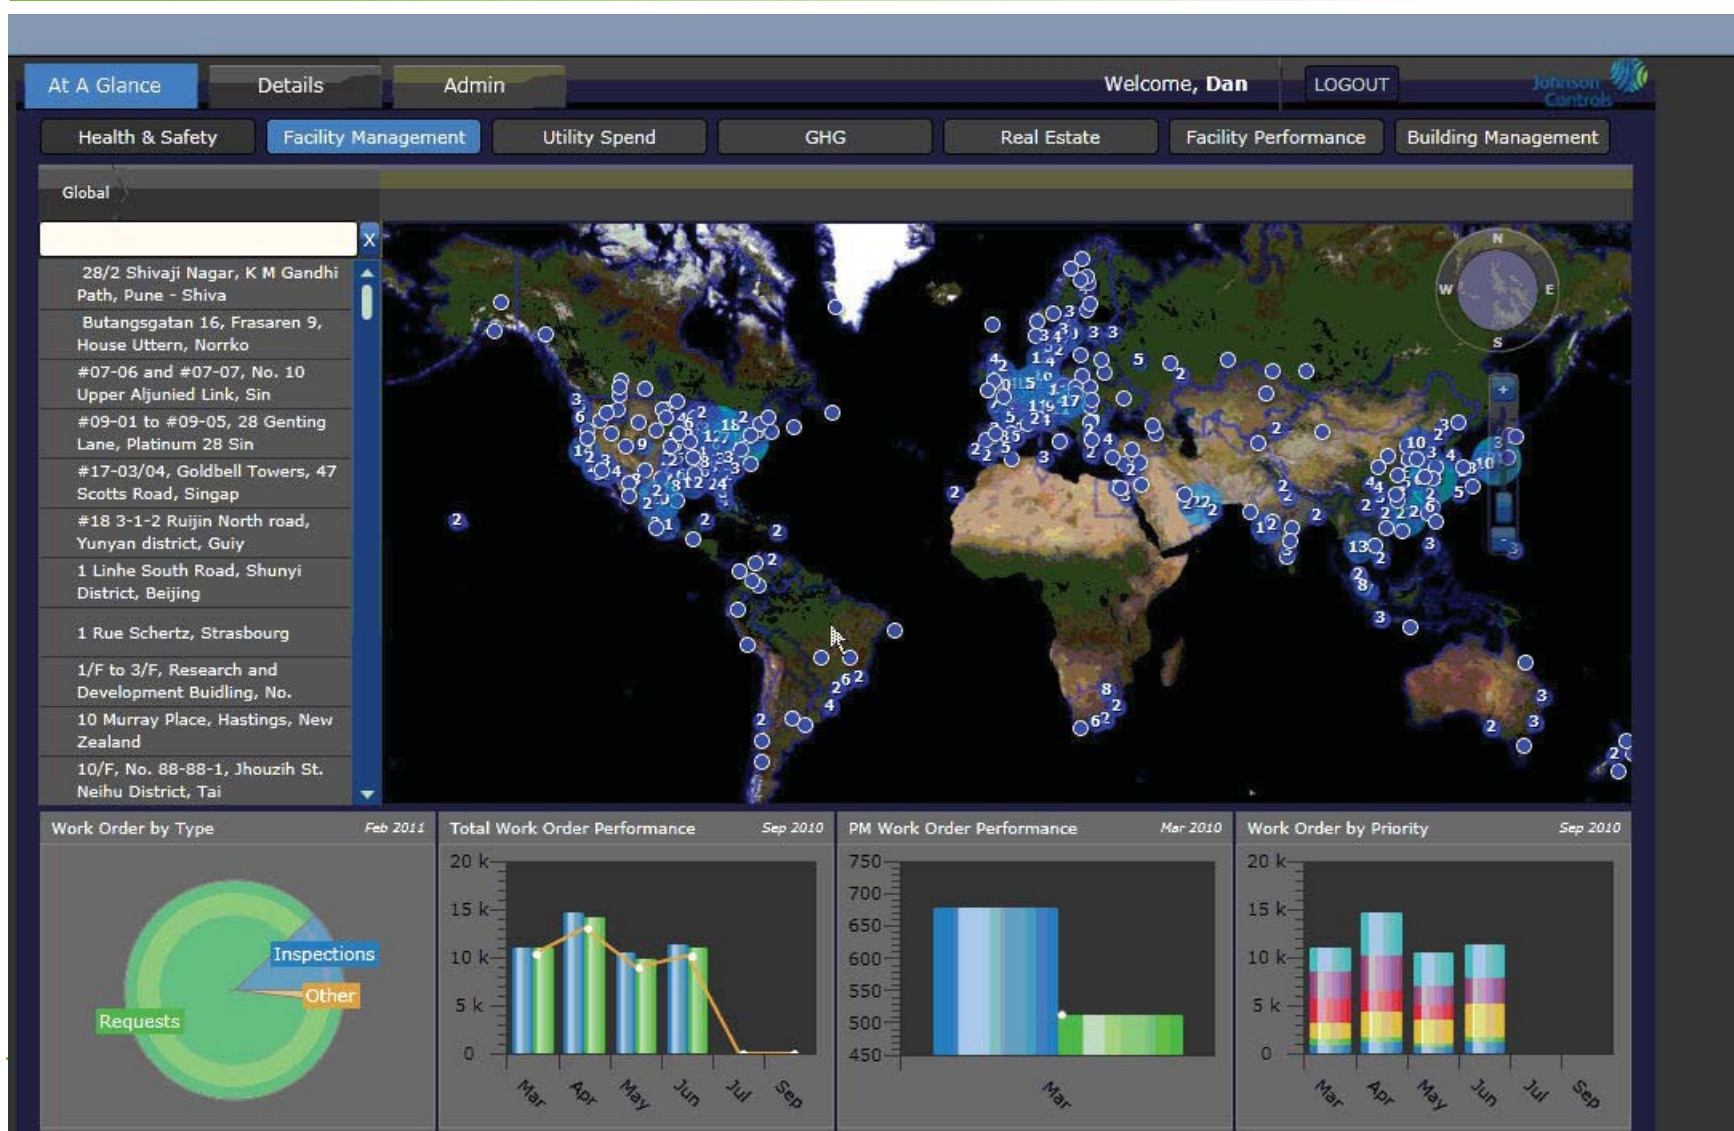 At A Glance
Details
Admin
Welcome, Dan
LOGOUT
Johnson
Controls
Health & Safety
Facility Management
Utility Spend
GHG
Real Estate
Facility Performance
Building Management
Global
X
28/2 Shivaji Nagar, K M Gandhi
Path, Pune - Shiva
Butangsgatan 16, Frasaren 9,
House Uttern, Norrko
#07-06 and #07-07, No. 10
Upper Aljunied Link, Sin
#09-01 to #09-05, 28 Genting
Lane, Platinum 28 Sin
#17-03/04, Goldbell Towers, 47
Scotts Road, Singap
#18 3-1-2 Ruijin North road,
Yunyan district, Guiy
1 Linhe South Road, Shunyi
District, Beijing
1 Rue Schertz, Strasbourg
1/F to 3/F, Research and
Development Buidling, No.
10 Murray Place, Hastings, New
Zealand
10/F, No. 88-88-1, Jhouzih St.
Neihu District, Tai
N
W
E
S
+
-
Work Order by Type
Feb 2011
Inspections
Other
Requests
Total Work Order Performance
Sep 2010
20 k
15 k
10 k
5 k
0
Mar
Apr
May
Jun
Jul
Sep
PM Work Order Performance
Mar 2010
750
700
650
600
550
500
450
Mar
Work Order by Priority
Sep 2010
20 k
15 k
10 k
5 k
0
Mar
Apr
May
Jun
Jul
Sep